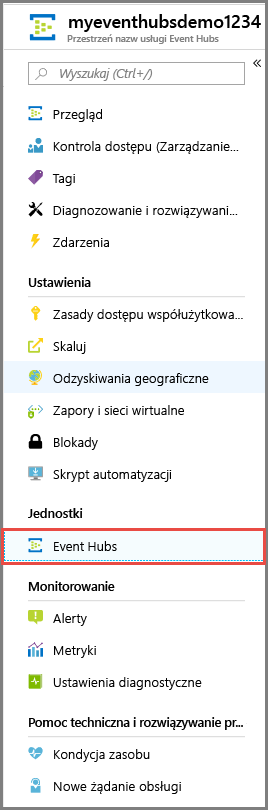 myeventhubsdemo1234
Przestrzeń nazw usługi Event Hubs
Wyszukaj (Ctrl+/)
«
Przegląd
Kontrola dostępu (Zarządzanie...
Tagi
Diagnozowanie i rozwiązywani...
Zdarzenia
Ustawienia
Zasady dostępu współużytkowa...
Skaluj
Odzyskiwania geograficzne
Zapory i sieci wirtualne
Blokady
Skrypt automatyzacji
Jednostki
Event Hubs
Monitorowanie
Alerty
Metryki
Ustawienia diagnostyczne
Pomoc techniczna i rozwiązywanie pr...
Kondycja zasobu
Nowe żądanie obsługi